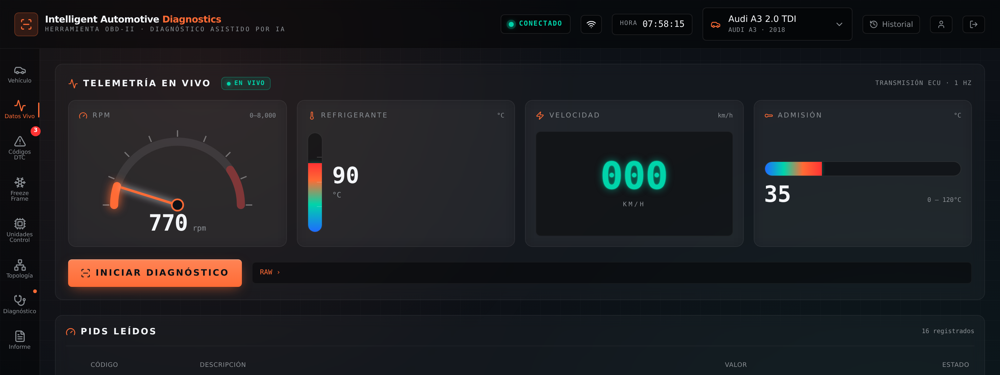 Intelligent Automotive Diagnostics
HERRAMIENTA OBD-II · DIAGNÓSTICO ASISTIDO POR IA
CONECTADO
HORA 07:58:15
Audi A3 2.0 TDI
AUDI A3 · 2018
Historial
Vehículo
Datos Vivo
3
Códigos
DTC
Freeze
Frame
Unidades
Control
Topología
Diagnóstico
Informe
TELEMETRÍA EN VIVO
EN VIVO
TRANSMISIÓN ECU · 1 HZ
RPM
0–8,000
770 rpm
REFRIGERANTE
°C
90
°C
VELOCIDAD
km/h
000
KM/H
ADMISIÓN
°C
35
0 – 120°C
INICIAR DIAGNÓSTICO
RAW ›
PIDS LEÍDOS
16 registrados
CÓDIGO
DESCRIPCIÓN
VALOR
ESTADO